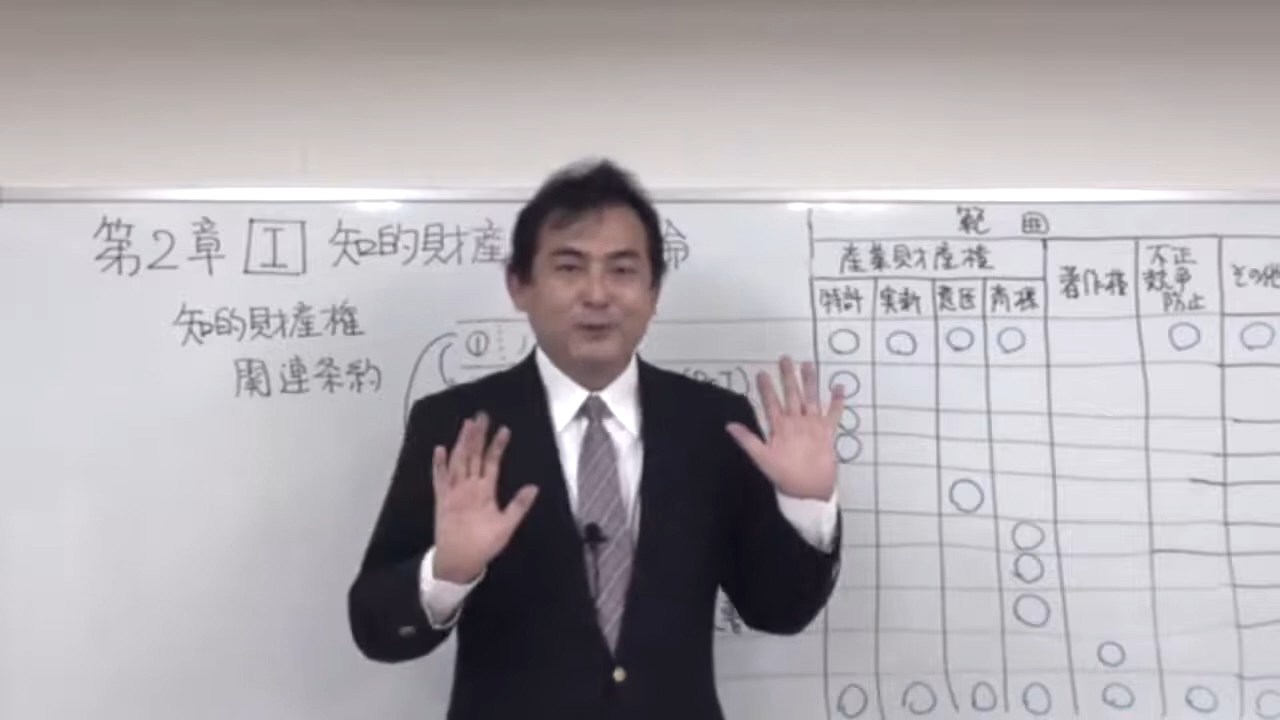 第2章 I 知的財産 論
知的財産権
関連条約
①
範囲
産業財産権
著作権
不正
競争
防止
その他
特許 実新 意匠 商標